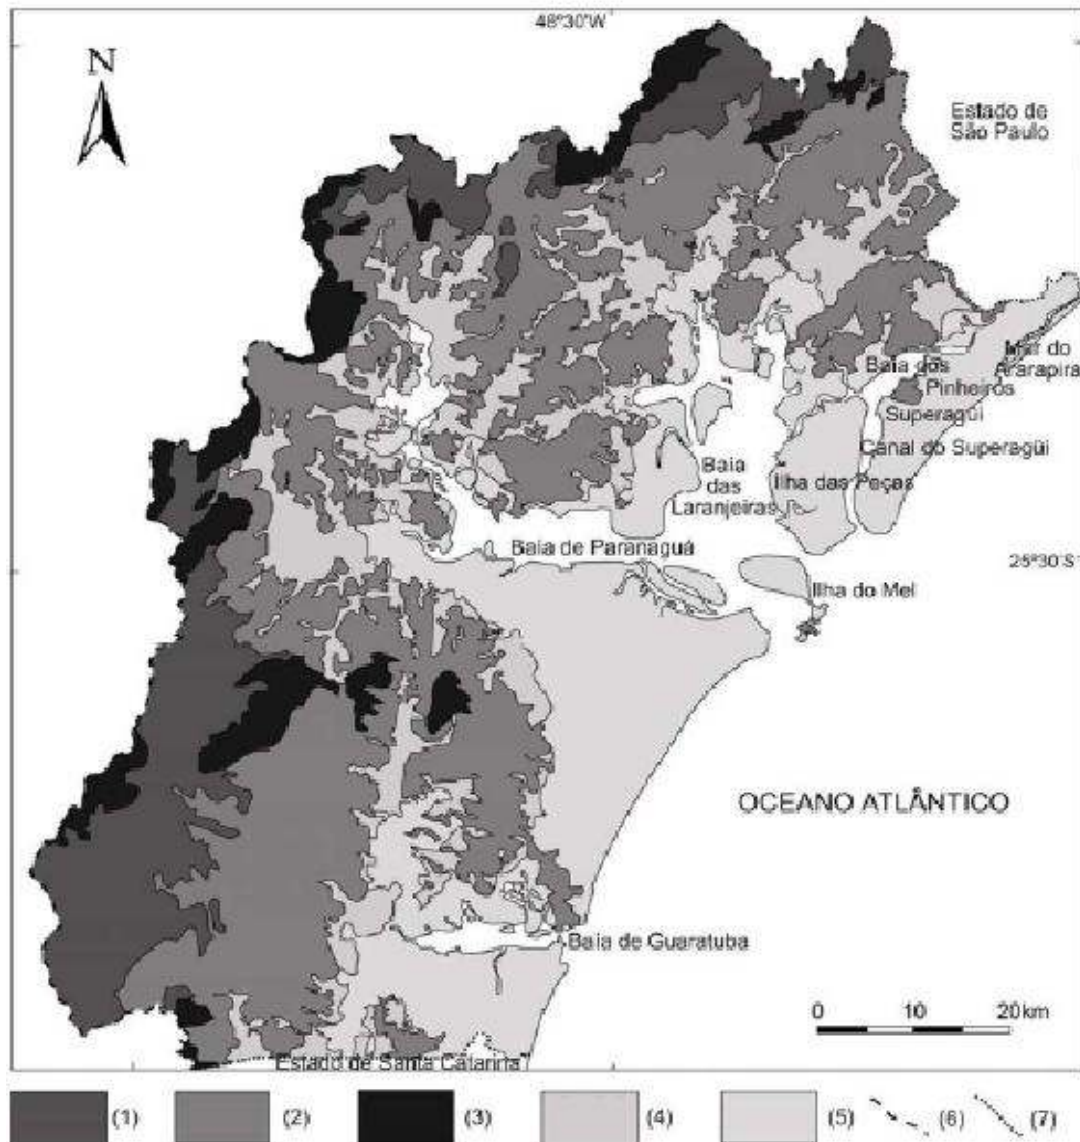 48°30'W
N
Estado de
São Paulo
Mar do
Ararapira
Baía dos
Pinheiros
Superagüi
Canal do Superagüi
Baía
das
Laranjeiras
Ilha das Peças
Baía de Paranaguá
25°30'S
Ilha do Mel
OCEANO ATLÂNTICO
Baía de Guaratuba
0 10 20 km
Estado de Santa Catarina
(1) (2) (3) (4) (5) (6) (7)